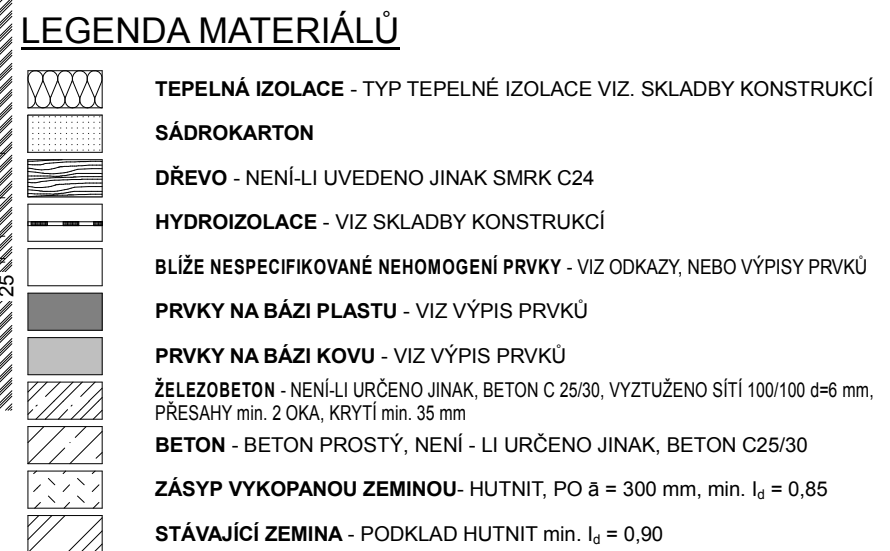 LEGENDA MATERIÁLŮ
TEPELNÁ IZOLACE - TYP TEPELNÉ IZOLACE VIZ. SKLADBY KONSTRUKCÍ
SÁDROKARTON
DŘEVO - NENÍ-LI UVEDENO JINAK SMRK C24
HYDROIZOLACE - VIZ SKLADBY KONSTRUKCÍ
BLÍŽE NESPECIFIKOVANÉ NEHOMOGENÍ PRVKY - VIZ ODKAZY, NEBO VÝPISY PRVKŮ
25
PRVKY NA BÁZI PLASTU - VIZ VÝPIS PRVKŮ
PRVKY NA BÁZI KOVU - VIZ VÝPIS PRVKŮ
ŽELEZOBETON - NENÍ-LI URČENO JINAK, BETON C 25/30, VYZTUŽENO SÍTÍ 100/100 d=6 mm,
PŘESAHY min. 2 OKA, KRYTÍ min. 35 mm
BETON - BETON PROSTÝ, NENÍ - LI URČENO JINAK, BETON C25/30
ZÁSYP VYKOPANOU ZEMINOU- HUTNIT, PO ā = 300 mm, min. I_d = 0,85
STÁVAJÍCÍ ZEMINA - PODKLAD HUTNIT min. I_d = 0,90